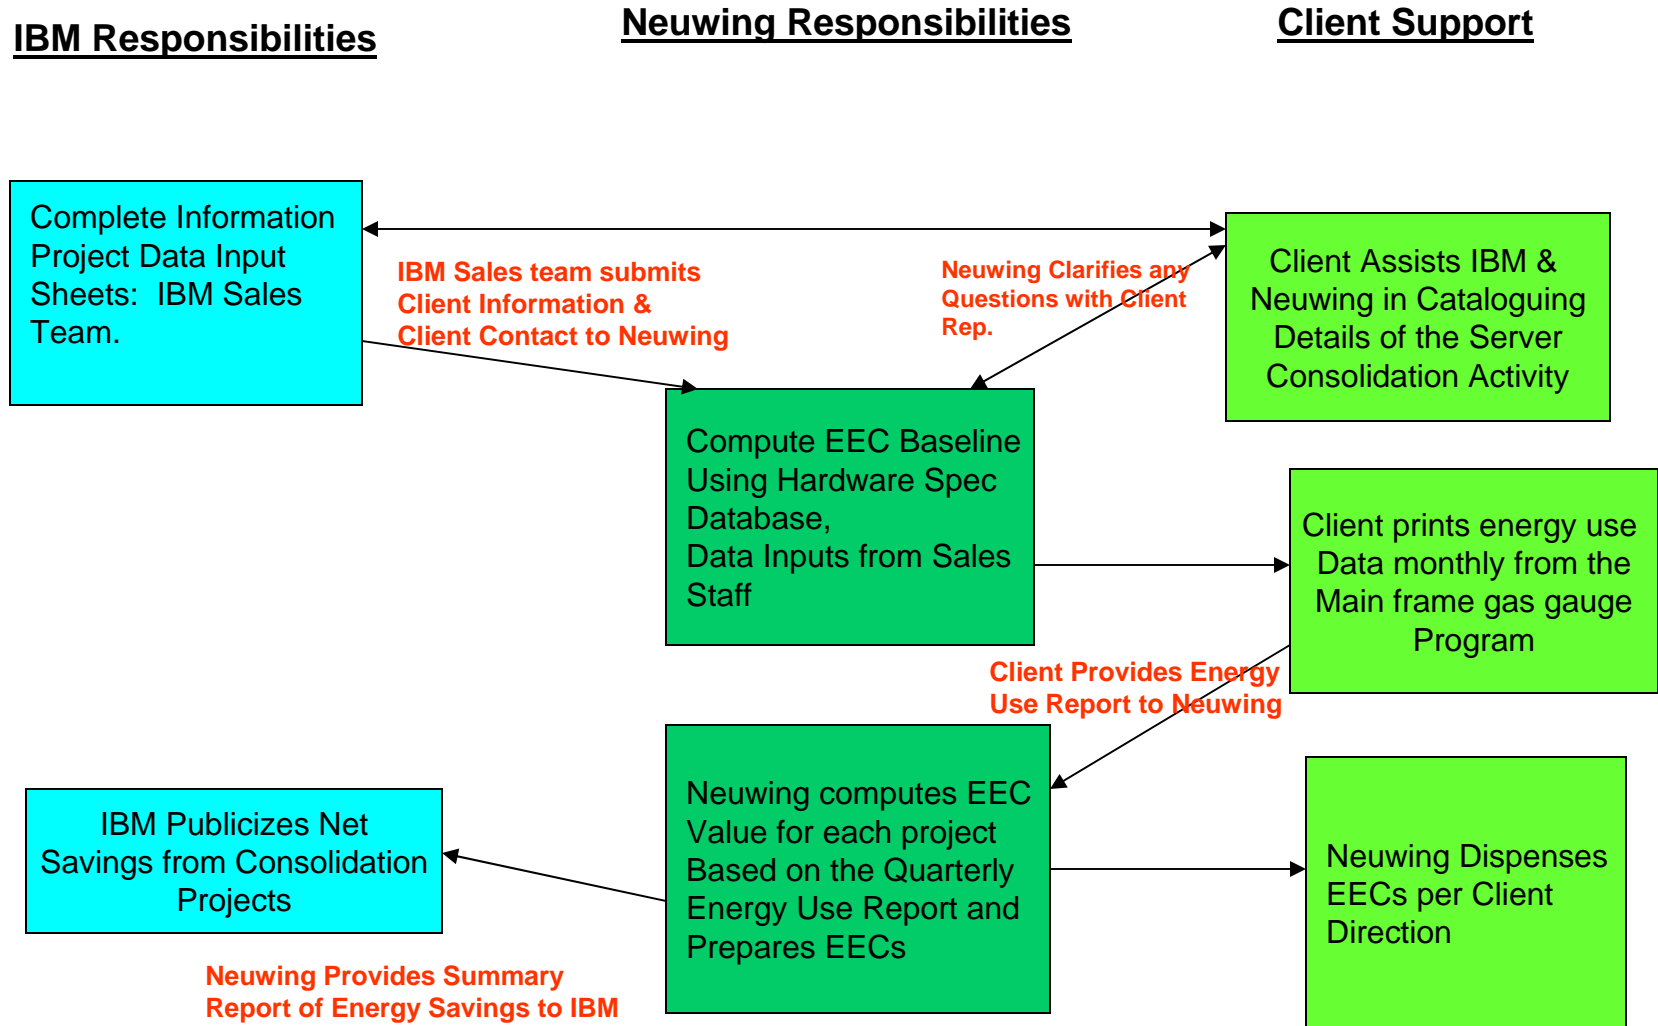 IBM Responsibilities
Neuwing Responsibilities
Client Support
Complete Information
Project Data Input
Sheets: IBM Sales
Team.
IBM Sales team submits
Client Information &
Client Contact to Neuwing
Neuwing Clarifies any
Questions with Client
Rep.
Client Assists IBM &
Neuwing in Cataloguing
Details of the Server
Consolidation Activity
Compute EEC Baseline
Using Hardware Spec
Database,
Data Inputs from Sales
Staff
Client prints energy use
Data monthly from the
Main frame gas gauge
Program
Client Provides Energy
Use Report to Neuwing
IBM Publicizes Net
Savings from Consolidation
Projects
Neuwing computes EEC
Value for each project
Based on the Quarterly
Energy Use Report and
Prepares EECs
Neuwing Dispenses
EECs per Client
Direction
Neuwing Provides Summary
Report of Energy Savings to IBM